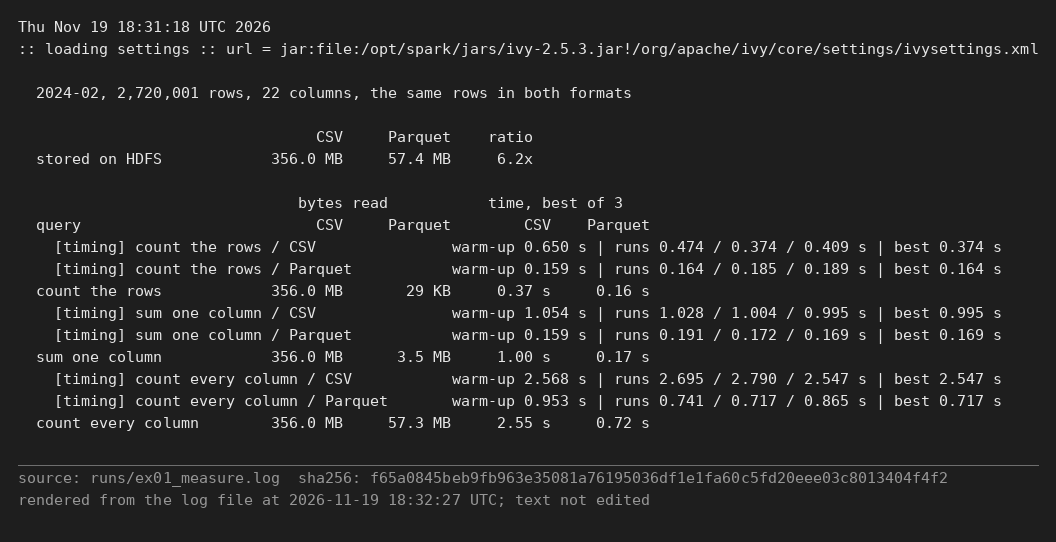 Thu Nov 19 18:31:18 UTC 2026
:: loading settings :: url = jar:file:/opt/spark/jars/ivy-2.5.3.jar!/org/apache/ivy/core/settings/ivysettings.xml
2024-02, 2,720,001 rows, 22 columns, the same rows in both formats
CSV     Parquet    ratio
stored on HDFS            356.0 MB     57.4 MB     6.2x
bytes read           time, best of 3
query                          CSV     Parquet        CSV    Parquet
[timing] count the rows / CSV               warm-up 0.650 s | runs 0.474 / 0.374 / 0.409 s | best 0.374 s
[timing] count the rows / Parquet           warm-up 0.159 s | runs 0.164 / 0.185 / 0.189 s | best 0.164 s
count the rows            356.0 MB       29 KB     0.37 s     0.16 s
[timing] sum one column / CSV               warm-up 1.054 s | runs 1.028 / 1.004 / 0.995 s | best 0.995 s
[timing] sum one column / Parquet           warm-up 0.159 s | runs 0.191 / 0.172 / 0.169 s | best 0.169 s
sum one column            356.0 MB      3.5 MB     1.00 s     0.17 s
[timing] count every column / CSV           warm-up 2.568 s | runs 2.695 / 2.790 / 2.547 s | best 2.547 s
[timing] count every column / Parquet       warm-up 0.953 s | runs 0.741 / 0.717 / 0.865 s | best 0.717 s
count every column        356.0 MB     57.3 MB     2.55 s     0.72 s
source: runs/ex01_measure.log  sha256: f65a0845beb9fb963e35081a76195036df1e1fa60c5fd20eee03c8013404f4f2
rendered from the log file at 2026-11-19 18:32:27 UTC; text not edited